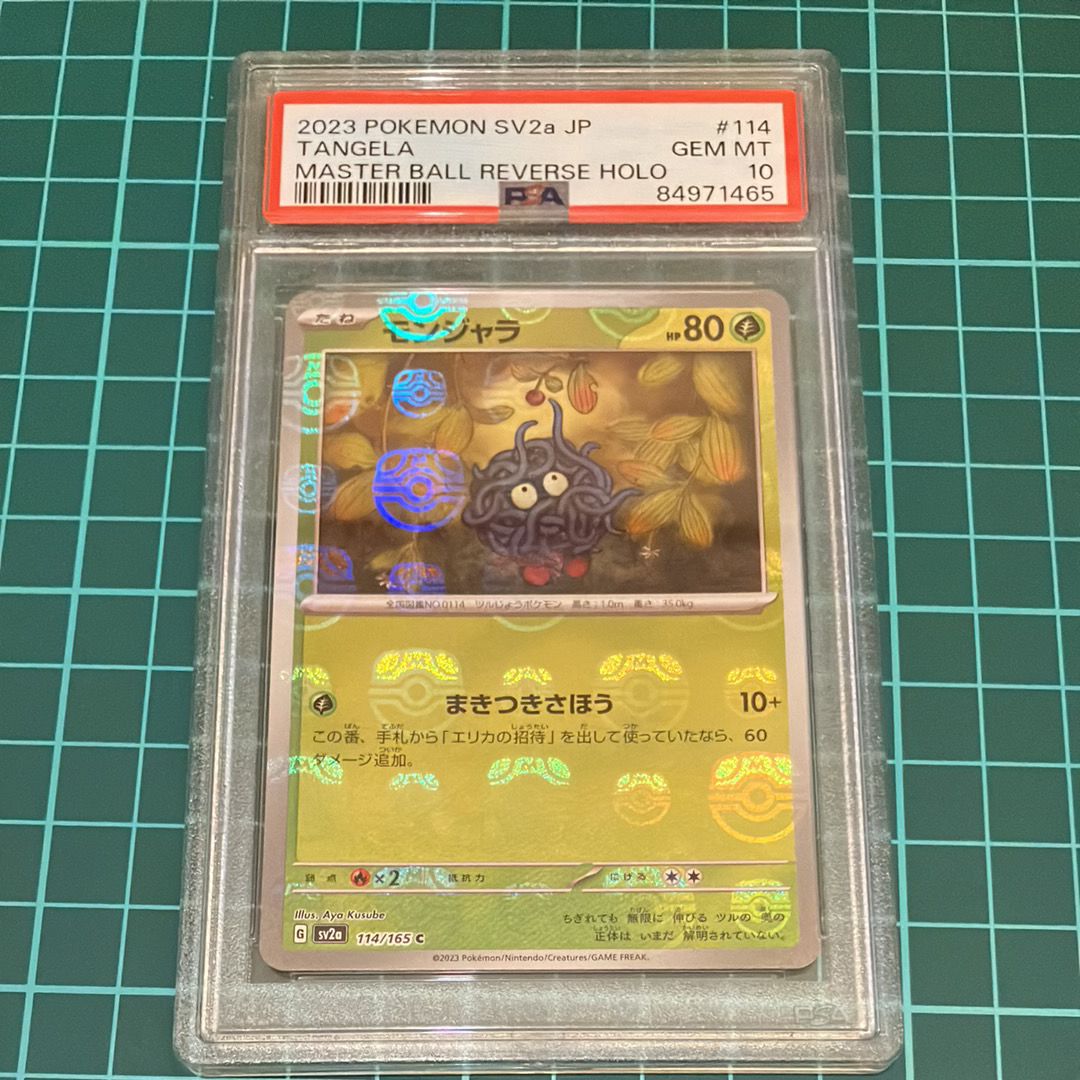 2023 POKEMON SV2a JP #114
TANGELA GEM MT
MASTER BALL REVERSE HOLO 10
PSA 84971465
たね モンジャラ HP 80
全国図鑑NO.0114 ツルじょうポケモン 高さ:1.0m 重さ:35.0kg
まきつきさほう 10+
この番、手札から「エリカの招待」を出して使っていたなら、60
ダメージ追加。
弱点 ×2 抵抗力 にげる
Illus. Aya Kusube
G sv2a 114/165 C
ちぎれても 無限に 伸びる ツルの 奥の
正体は いまだ 解明されていない。
©2023 Pokémon/Nintendo/Creatures/GAME FREAK.
PSA